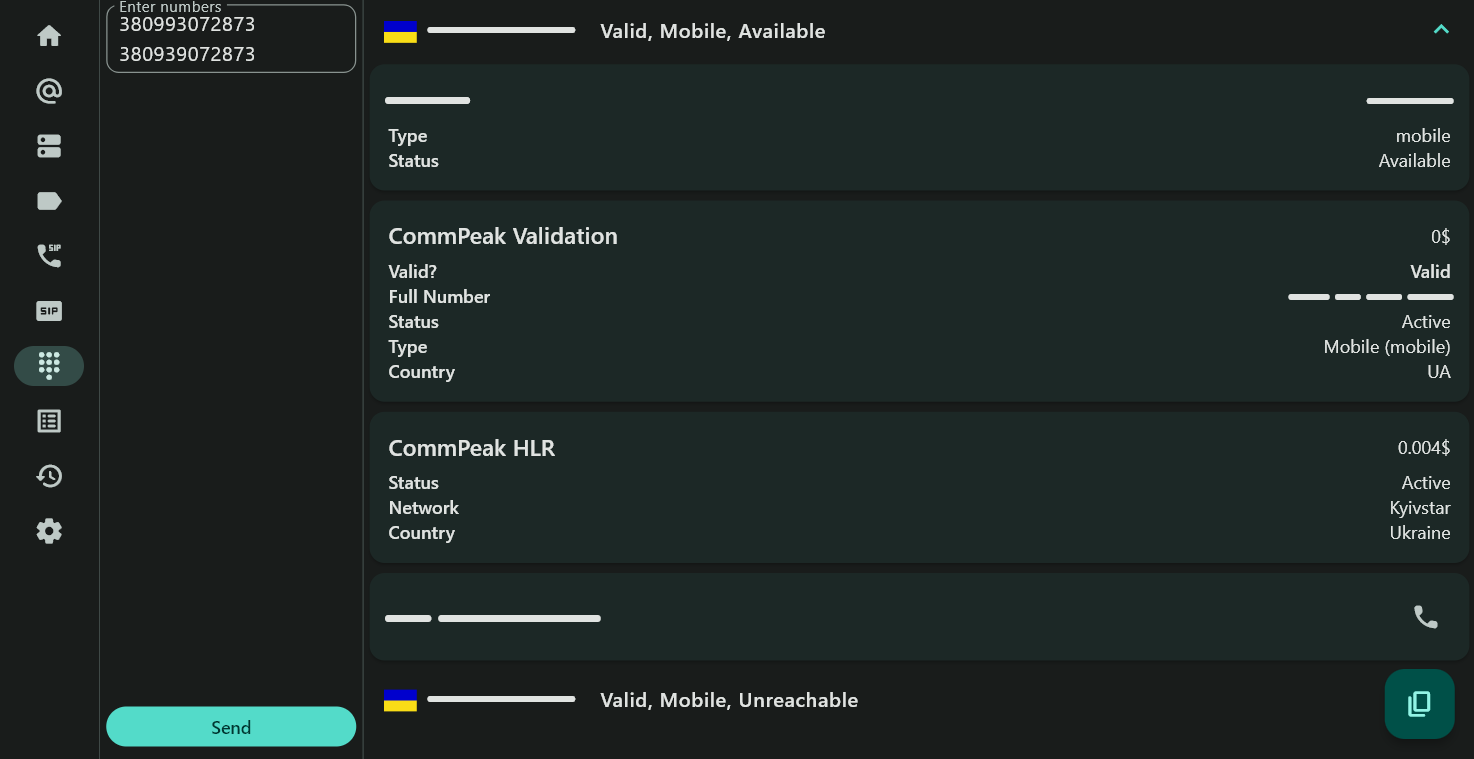 Enter numbers
380993072873
380939072873
Send
Valid, Mobile, Available
Type mobile
Status Available
CommPeak Validation 0$
Valid? Valid
Full Number
Status Active
Type Mobile (mobile)
Country UA
CommPeak HLR 0.004$
Status Active
Network Kyivstar
Country Ukraine
Valid, Mobile, Unreachable
SIP
SIP